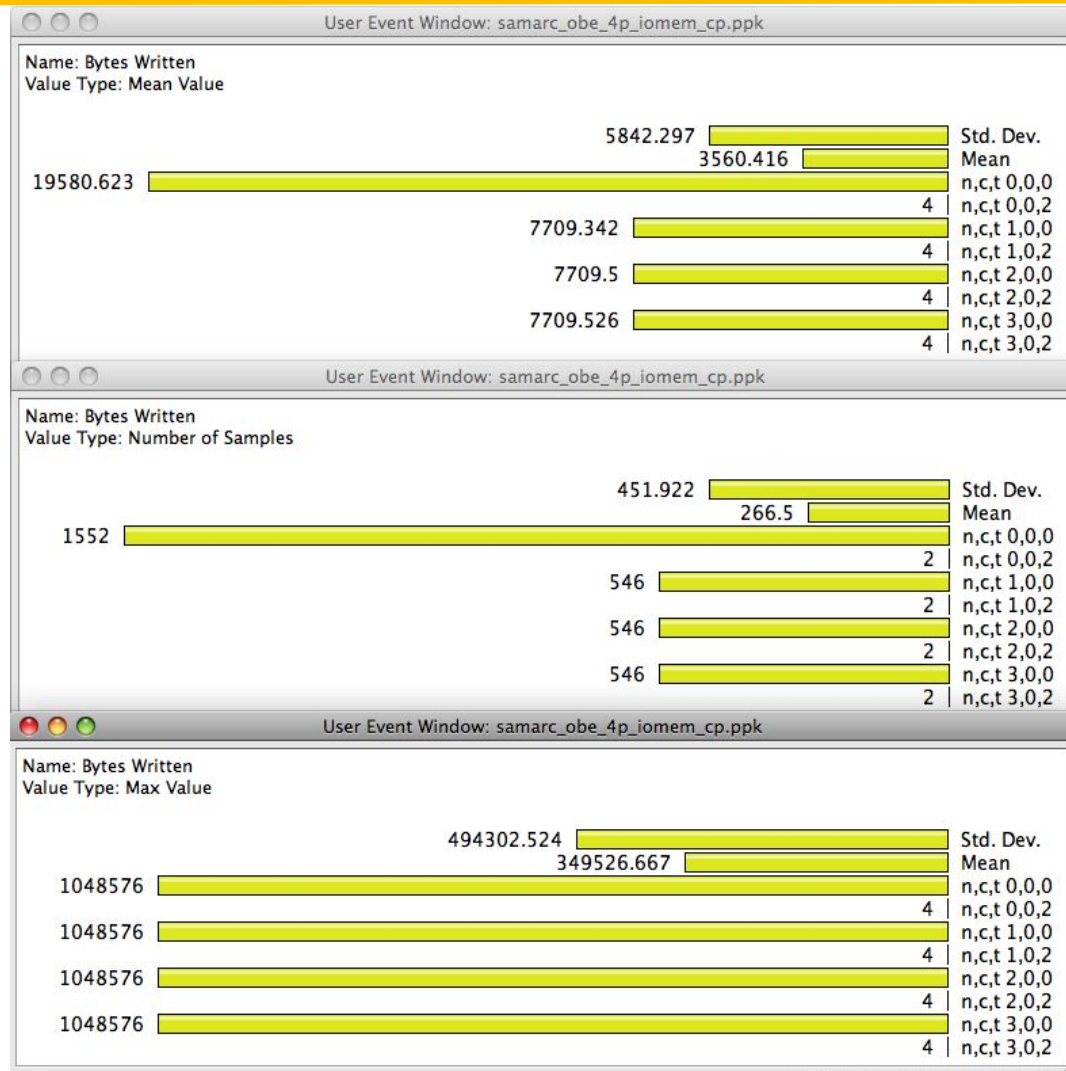 User Event Window: samarc_obe_4p_iomem_cp.ppk
Name: Bytes Written
Value Type: Mean Value
5842.297 Std. Dev.
3560.416 Mean
19580.623 n,c,t 0,0,0
4 n,c,t 0,0,2
7709.342 n,c,t 1,0,0
4 n,c,t 1,0,2
7709.5 n,c,t 2,0,0
4 n,c,t 2,0,2
7709.526 n,c,t 3,0,0
4 n,c,t 3,0,2
User Event Window: samarc_obe_4p_iomem_cp.ppk
Name: Bytes Written
Value Type: Number of Samples
451.922 Std. Dev.
266.5 Mean
1552 n,c,t 0,0,0
2 n,c,t 0,0,2
546 n,c,t 1,0,0
2 n,c,t 1,0,2
546 n,c,t 2,0,0
2 n,c,t 2,0,2
546 n,c,t 3,0,0
2 n,c,t 3,0,2
User Event Window: samarc_obe_4p_iomem_cp.ppk
Name: Bytes Written
Value Type: Max Value
494302.524 Std. Dev.
349526.667 Mean
1048576 n,c,t 0,0,0
4 n,c,t 0,0,2
1048576 n,c,t 1,0,0
4 n,c,t 1,0,2
1048576 n,c,t 2,0,0
4 n,c,t 2,0,2
1048576 n,c,t 3,0,0
4 n,c,t 3,0,2